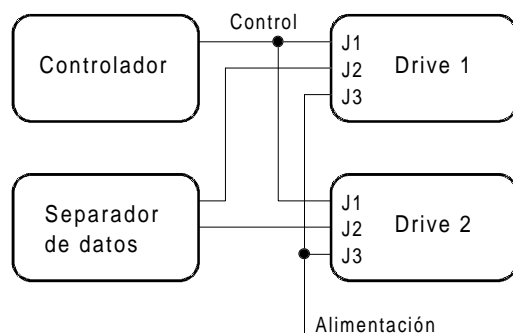 Control
Controlador
J1
J2
J3
Drive 1
Separador
de datos
J1
J2
J3
Drive 2
Alimentación